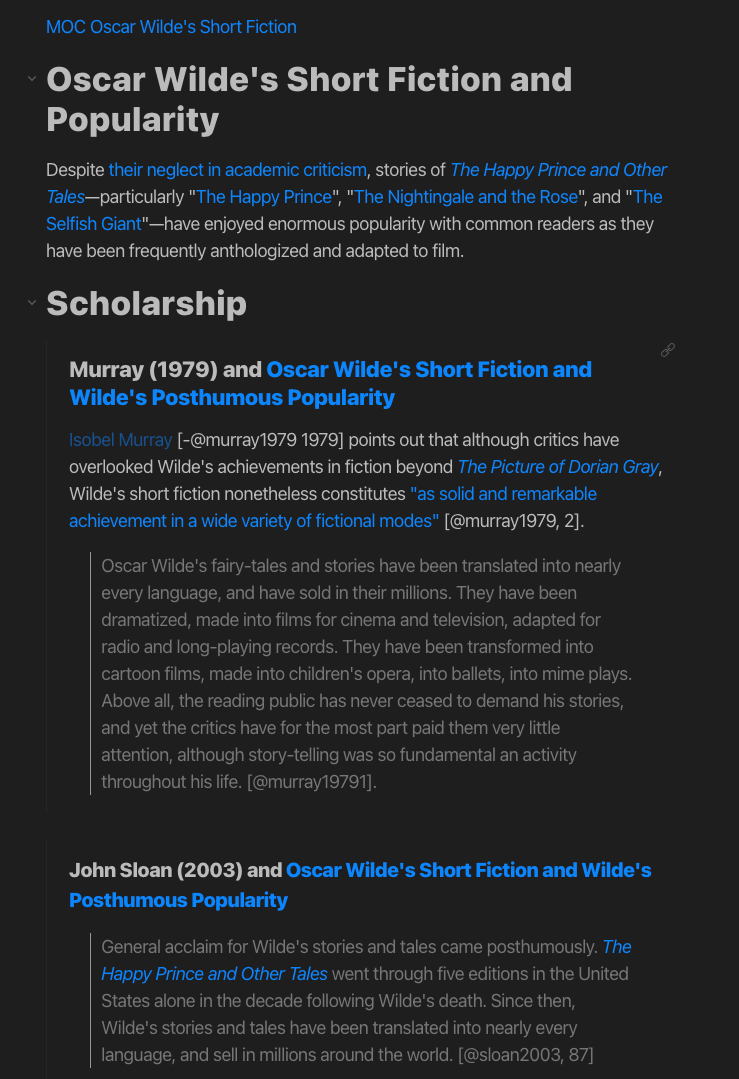 MOC Oscar Wilde's Short Fiction
Oscar Wilde's Short Fiction and
Popularity
Despite their neglect in academic criticism, stories of The Happy Prince and Other
Tales—particularly "The Happy Prince", "The Nightingale and the Rose", and "The
Selfish Giant"—have enjoyed enormous popularity with common readers as they
have been frequently anthologized and adapted to film.
Scholarship
Murray (1979) and Oscar Wilde's Short Fiction and
Wilde's Posthumous Popularity
Isobel Murray [-@murray1979 1979] points out that although critics have
overlooked Wilde's achievements in fiction beyond The Picture of Dorian Gray,
Wilde's short fiction nonetheless constitutes "as solid and remarkable
achievement in a wide variety of fictional modes" [@murray1979, 2].
Oscar Wilde's fairy-tales and stories have been translated into nearly
every language, and have sold in their millions. They have been
dramatized, made into films for cinema and television, adapted for
radio and long-playing records. They have been transformed into
cartoon films, made into children's opera, into ballets, into mime plays.
Above all, the reading public has never ceased to demand his stories,
and yet the critics have for the most part paid them very little
attention, although story-telling was so fundamental an activity
throughout his life. [@murray19791].
John Sloan (2003) and Oscar Wilde's Short Fiction and Wilde's
Posthumous Popularity
General acclaim for Wilde's stories and tales came posthumously. The
Happy Prince and Other Tales went through five editions in the United
States alone in the decade following Wilde's death. Since then,
Wilde's stories and tales have been translated into nearly every
language, and sell in millions around the world. [@sloan2003, 87]